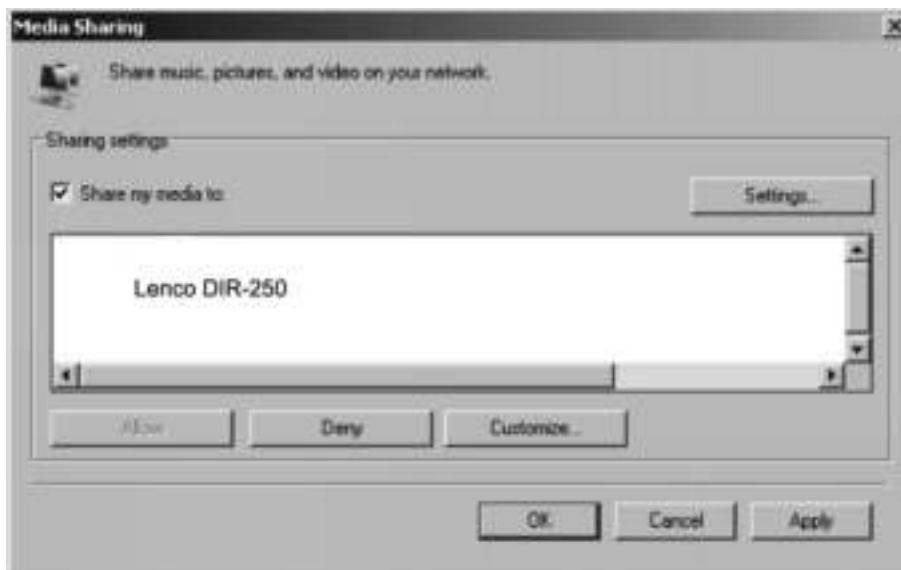 Media Sharing
Share music, pictures, and video on your network.
Sharing settings
Share my media to:
Settings...
Lenco DIR-250
Allow
Deny
Customize...
OK
Cancel
Apply